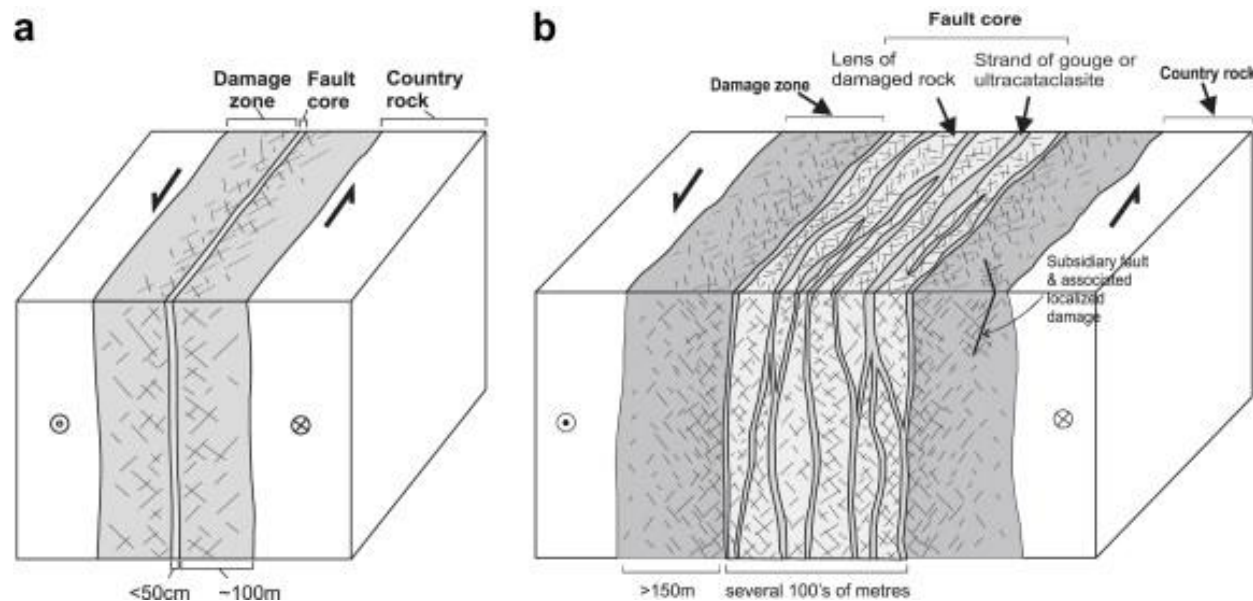 a
Damage
zone
Fault
core
Country
rock
<50cm
~100m
b
Fault core
Lens of
damaged rock
Strand of gouge or
ultracataclasite
Damage zone
Country rock
Subsidiary fault
& associated
localized
damage
>150m
several 100's of metres